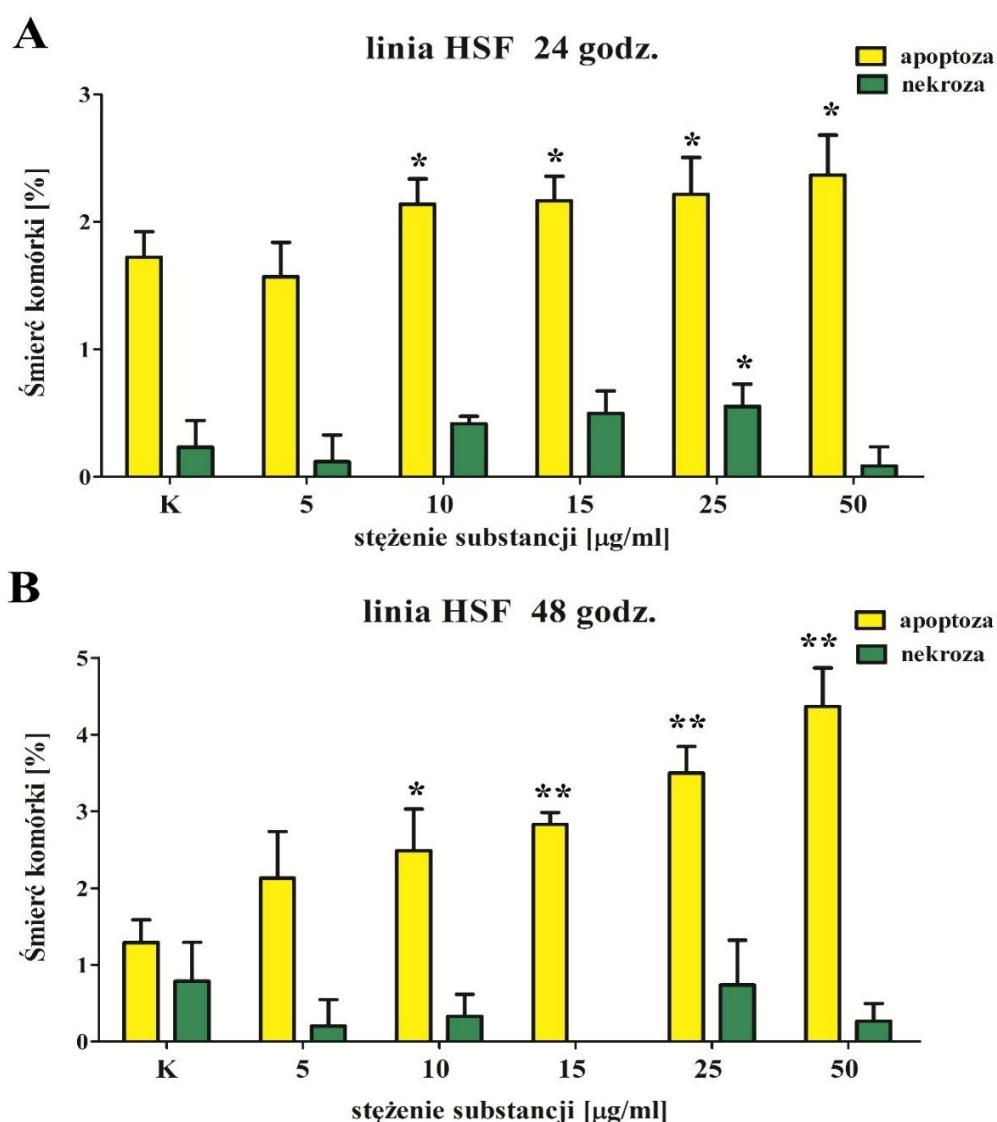 A
linia HSF 24 godz.
apoptoza
nekroza
Śmierć komórki [%]
3
2
1
0
* * * *
*
K 5 10 15 25 50
stężenie substancji [µg/ml]
B
linia HSF 48 godz.
apoptoza
nekroza
Śmierć komórki [%]
5
4
3
2
1
0
* ** ** **
K 5 10 15 25 50
stężenie substancji [µg/ml]